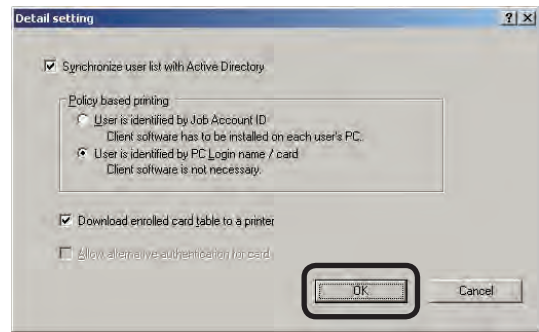 Detail setting
Synchronize user list with Active Directory
Policy based printing
User is identified by Job Account ID
Client software has to be installed on each user's PC.
User is identified by PC Login name / card
Client software is not necessary.
Download enrolled card table to a printer
Allow alternative authentication for card
OK
Cancel